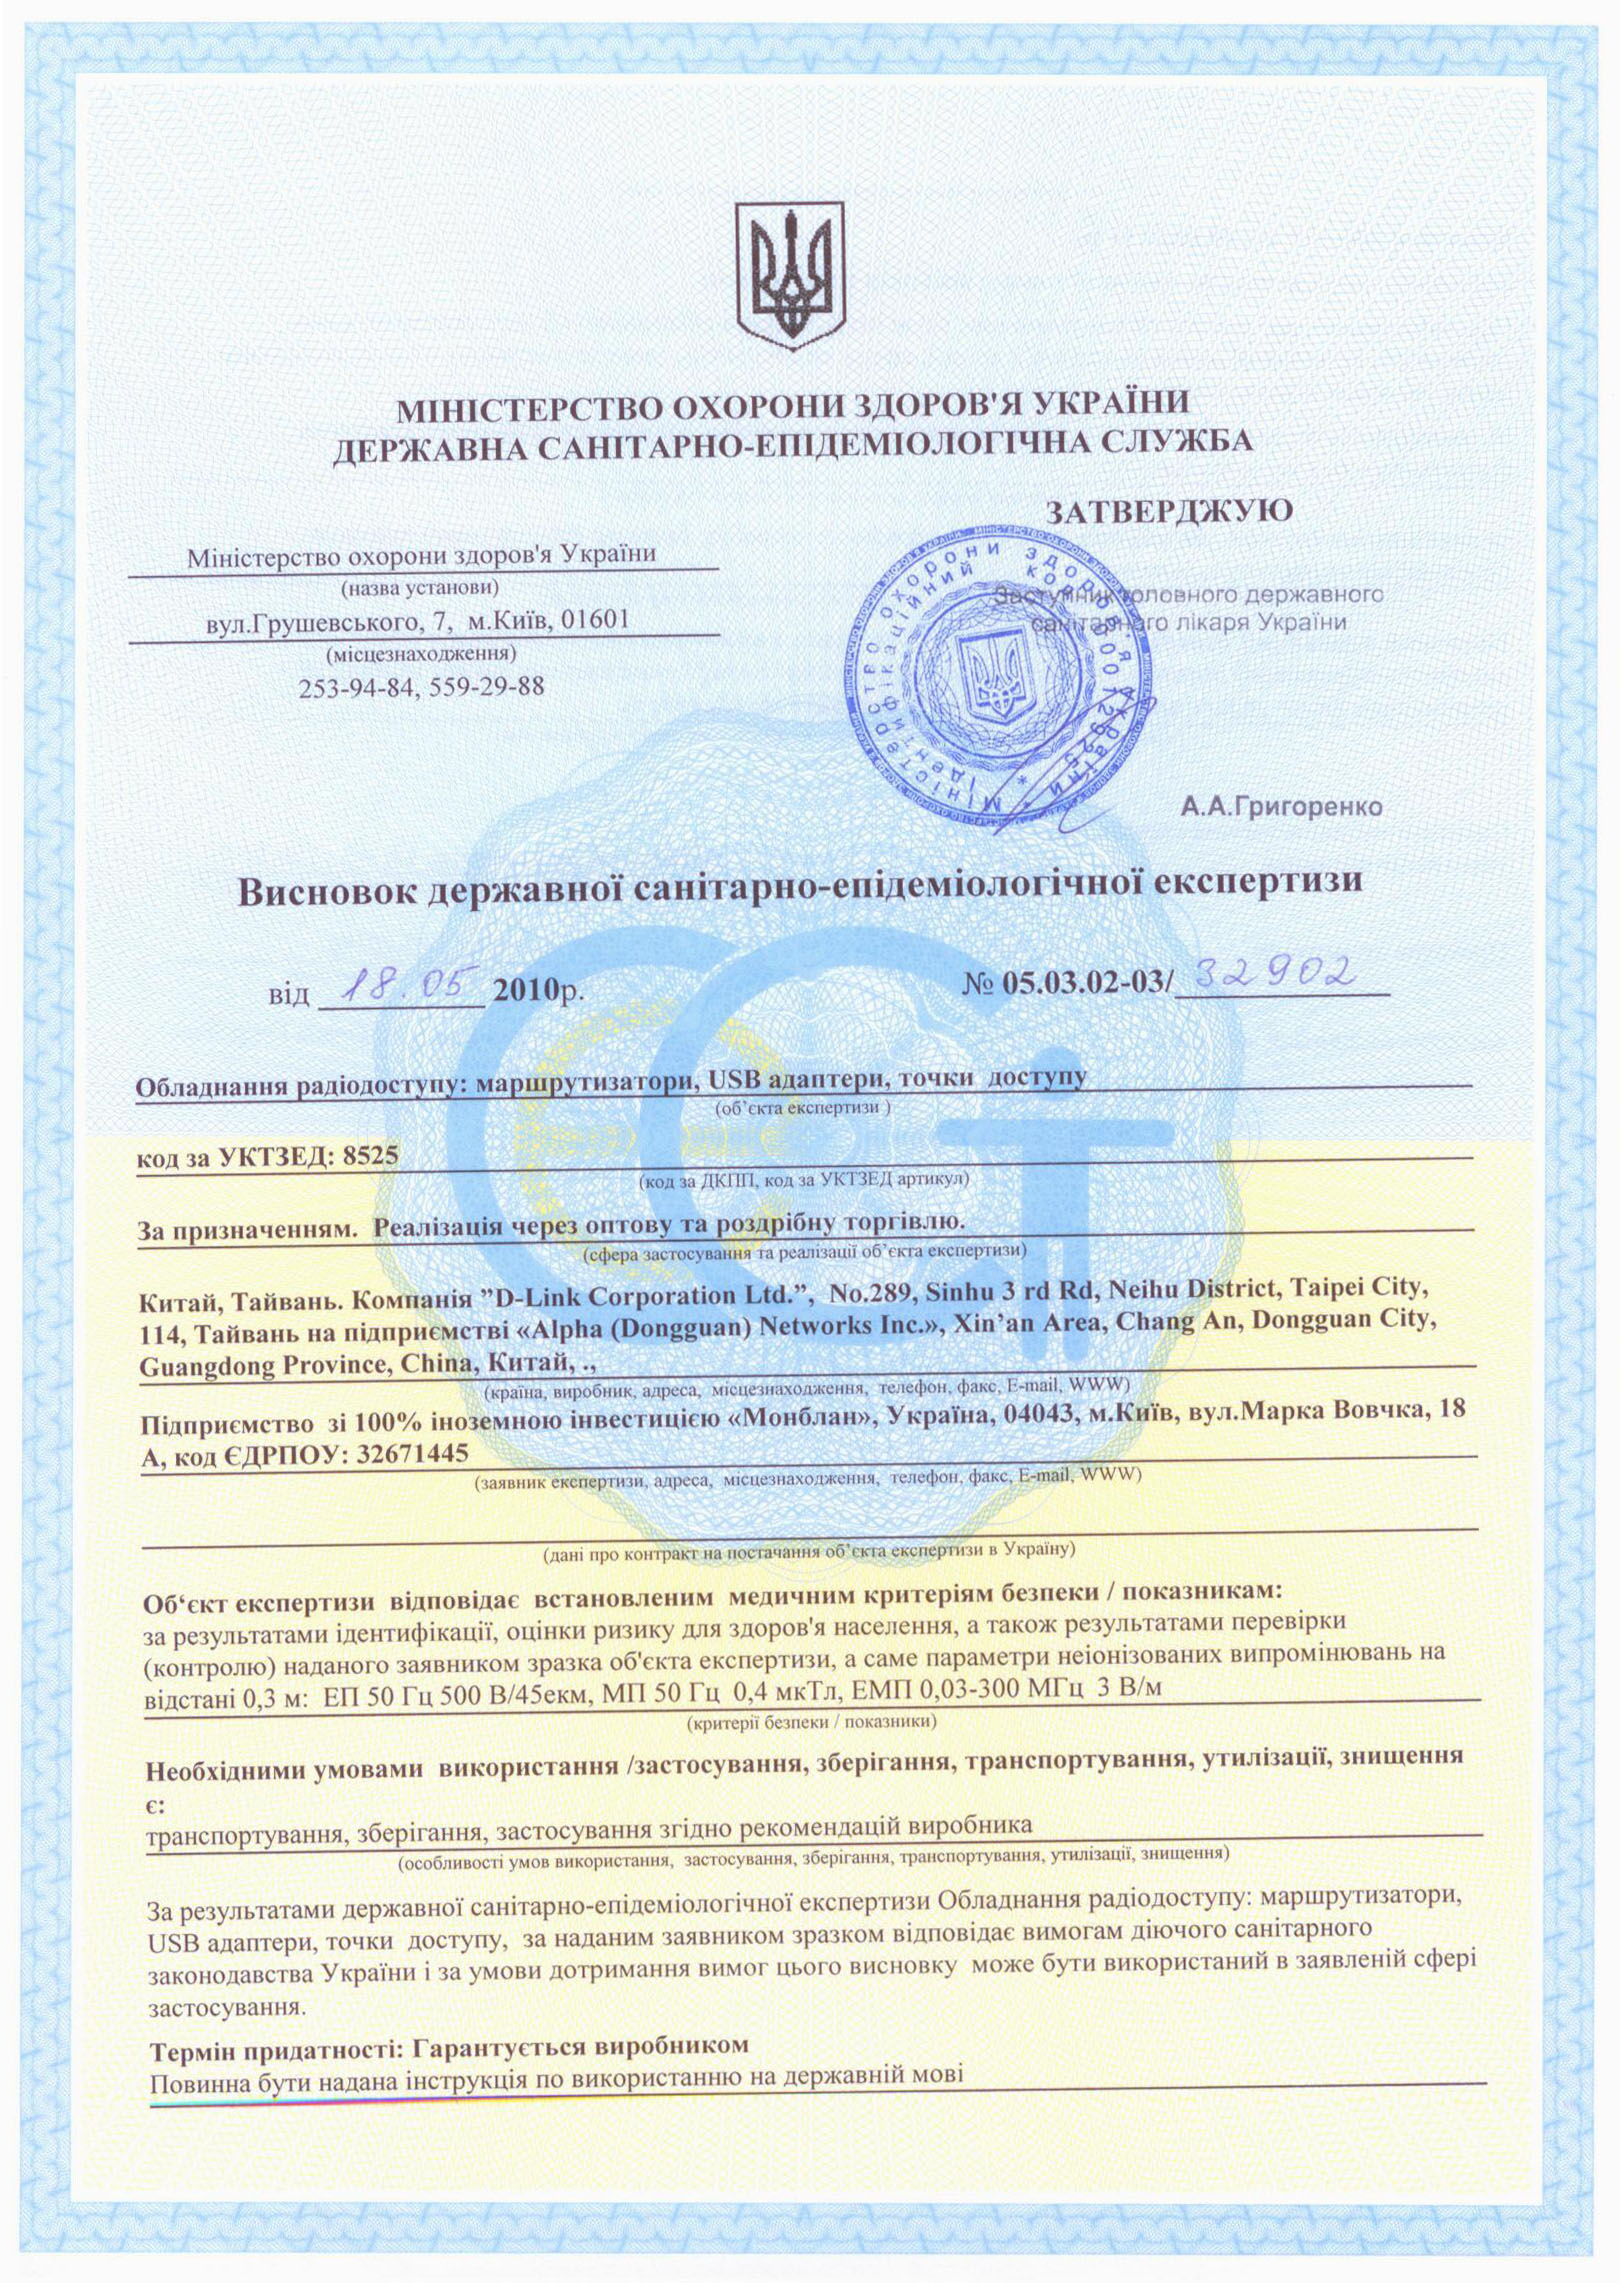 МІНІСТЕРСТВО ОХОРОНИ ЗДОРОВ'Я УКРАЇНИ
ДЕРЖАВНА САНІТАРНО-ЕПІДЕМІОЛОГІЧНА СЛУЖБА
ЗАТВЕРДЖУЮ
Міністерство охорони здоров'я України
(назва установи)
вул.Грушевського, 7, м.Київ, 01601
(місцезнаходження)
253-94-84, 559-29-88
Заступник головного державного
санітарного лікаря України
Міністерство охорони здоров'я України
Ідентифікаційний код 00012925
А.А.Григоренко
Висновок державної санітарно-епідеміологічної експертизи
від 18.05 2010р.
№ 05.03.02-03/ 32902
Обладнання радіодоступу: маршрутизатори, USB адаптери, точки доступу
(об'єкта експертизи )
код за УКТЗЕД: 8525
(код за ДКПП, код за УКТЗЕД артикул)
За призначенням. Реалізація через оптову та роздрібну торгівлю.
(сфера застосування та реалізації об'єкта експертизи)
Китай, Тайвань. Компанія ”D-Link Corporation Ltd.”, No.289, Sinhu 3 rd Rd, Neihu District, Taipei City,
114, Тайвань на підприємстві «Alpha (Dongguan) Networks Inc.», Xin’an Area, Chang An, Dongguan City,
Guangdong Province, China, Китай, .,
(країна, виробник, адреса, місцезнаходження, телефон, факс, E-mail, WWW)
Підприємство зі 100% іноземною інвестицією «Монблан», Україна, 04043, м.Київ, вул.Марка Вовчка, 18
А, код ЄДРПОУ: 32671445
(заявник експертизи, адреса, місцезнаходження, телефон, факс, E-mail, WWW)
(дані про контракт на постачання об'єкта експертизи в Україну)
Об‘єкт експертизи відповідає встановленим медичним критеріям безпеки / показникам:
за результатами ідентифікації, оцінки ризику для здоров'я населення, а також результатами перевірки
(контролю) наданого заявником зразка об'єкта експертизи, а саме параметри неіонізованих випромінювань на
відстані 0,3 м: ЕП 50 Гц 500 В/45екм, МП 50 Гц 0,4 мкТл, ЕМП 0,03-300 МГц 3 В/м
(критерії безпеки / показники)
Необхідними умовами використання /застосування, зберігання, транспортування, утилізації, знищення
є:
транспортування, зберігання, застосування згідно рекомендацій виробника
(особливості умов використання, застосування, зберігання, транспортування, утилізації, знищення)
За результатами державної санітарно-епідеміологічної експертизи Обладнання радіодоступу: маршрутизатори,
USB адаптери, точки доступу, за наданим заявником зразком відповідає вимогам діючого санітарного
законодавства України і за умови дотримання вимог цього висновку може бути використаний в заявленій сфері
застосування.
Термін придатності: Гарантується виробником
Повинна бути надана інструкція по використанню на державній мові